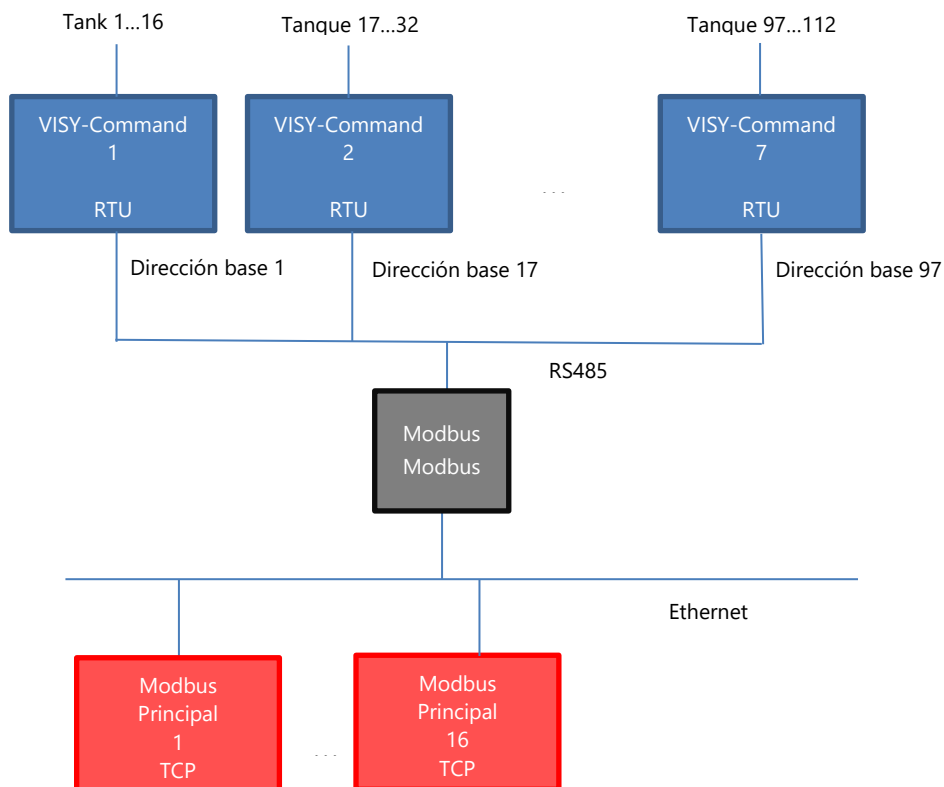 Tank 1...16
Tanque 17...32
Tanque 97...112
VISY-Command
1
RTU
VISY-Command
2
RTU
...
VISY-Command
7
RTU
Dirección base 1
Dirección base 17
Dirección base 97
RS485
Modbus
Modbus
Ethernet
Modbus
Principal
1
TCP
...
Modbus
Principal
16
TCP